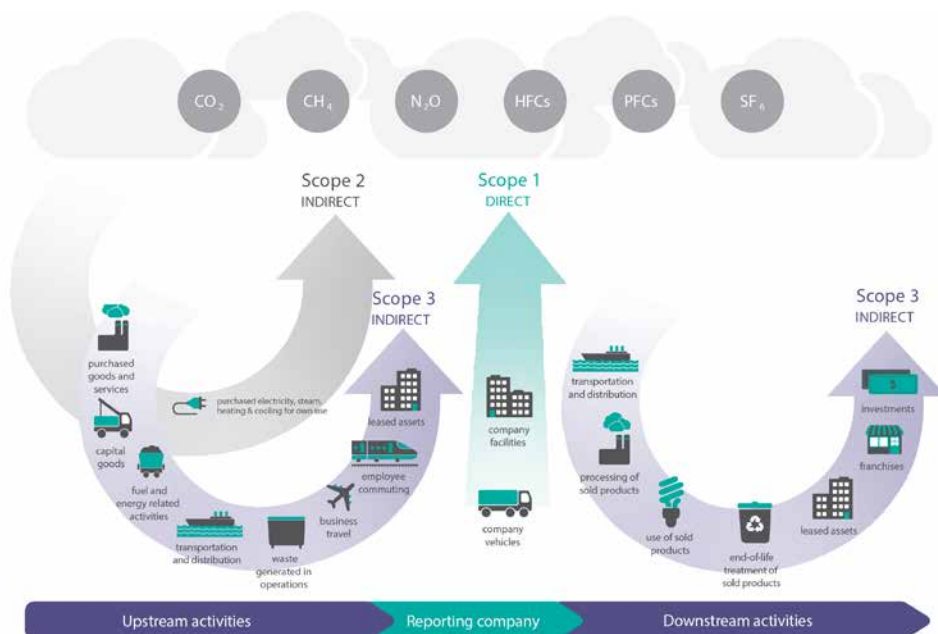 CO₂
CH₄
N₂O
HFCs
PFCs
SF₆
Scope 2
INDIRECT
Scope 1
DIRECT
Scope 3
INDIRECT
Scope 3
INDIRECT
purchased
goods and
services
capital
goods
fuel and
energy related
activities
transportation
and distribution
waste
generated in
operations
business
travel
employee
commuting
leased assets
purchased electricity, steam,
heating & cooling for own use
company
facilities
company
vehicles
transportation
and distribution
processing of
sold products
use of sold
products
end-of-life
treatment of
sold products
leased assets
franchises
investments
Upstream activities
Reporting company
Downstream activities